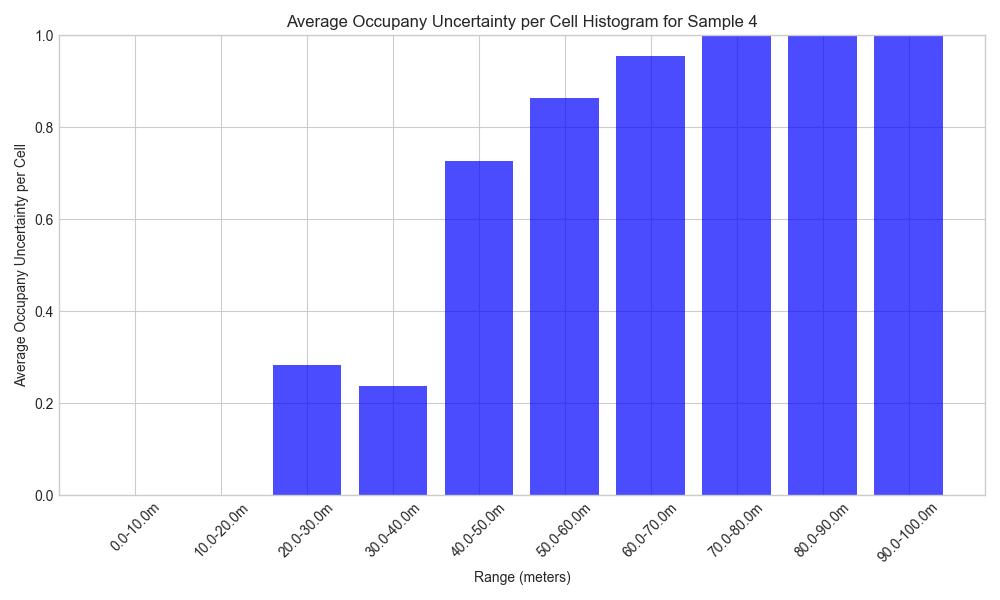 Average Occupany Uncertainty per Cell Histogram for Sample 4
Average Occupany Uncertainty per Cell
1.0
0.8
0.6
0.4
0.2
0.0
0.0-10.0m
10.0-20.0m
20.0-30.0m
30.0-40.0m
40.0-50.0m
50.0-60.0m
60.0-70.0m
70.0-80.0m
80.0-90.0m
90.0-100.0m
Range (meters)